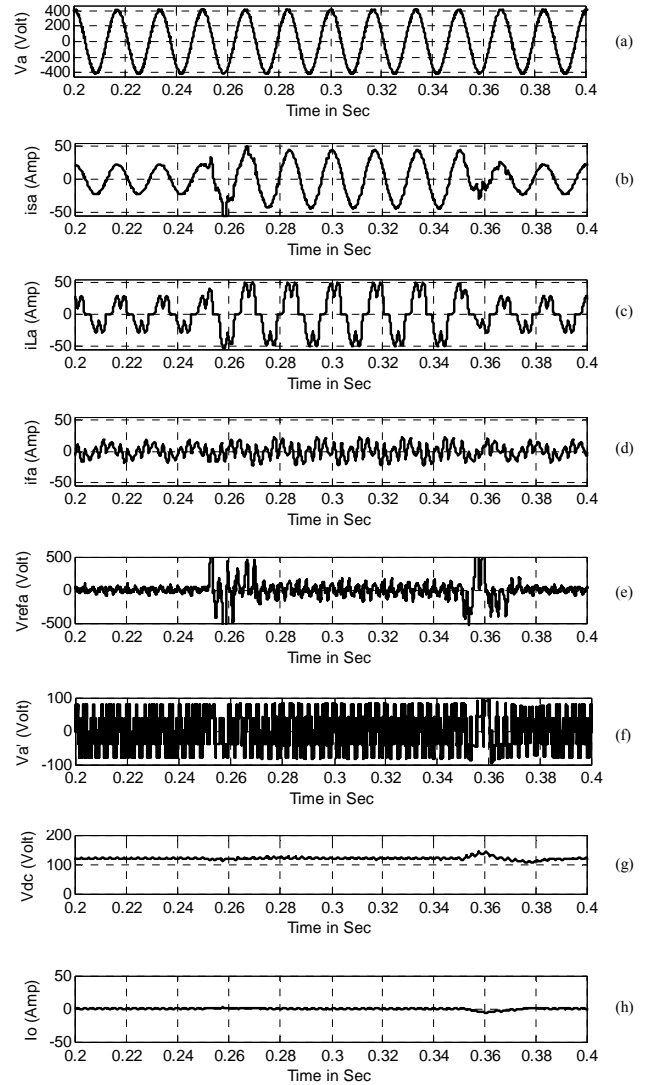 400
200
0
-200
-400
Va (Volt)
0.2 0.22 0.24 0.26 0.28 0.3 0.32 0.34 0.36 0.38 0.4
Time in Sec
(a)
50
0
-50
isa (Amp)
0.2 0.22 0.24 0.26 0.28 0.3 0.32 0.34 0.36 0.38 0.4
Time in Sec
(b)
50
0
-50
iLa (Amp)
0.2 0.22 0.24 0.26 0.28 0.3 0.32 0.34 0.36 0.38 0.4
Time in Sec
(c)
50
0
-50
ifa (Amp)
0.2 0.22 0.24 0.26 0.28 0.3 0.32 0.34 0.36 0.38 0.4
Time in Sec
(d)
500
0
-500
Vrefa (Volt)
0.2 0.22 0.24 0.26 0.28 0.3 0.32 0.34 0.36 0.38 0.4
Time in Sec
(e)
100
0
-100
Va' (Volt)
0.2 0.22 0.24 0.26 0.28 0.3 0.32 0.34 0.36 0.38 0.4
Time in Sec
(f)
200
100
0
Vdc (Volt)
0.2 0.22 0.24 0.26 0.28 0.3 0.32 0.34 0.36 0.38 0.4
Time in Sec
(g)
50
0
-50
Io (Amp)
0.2 0.22 0.24 0.26 0.28 0.3 0.32 0.34 0.36 0.38 0.4
Time in Sec
(h)